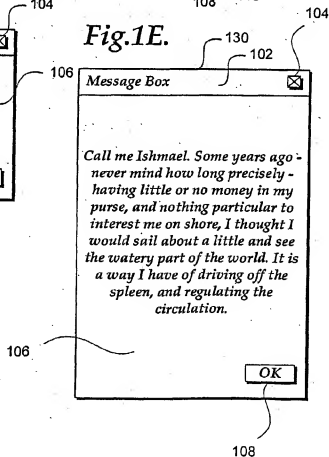 104
108
104
Fig.1E.
130
102
106
Message Box
Call me Ishmael. Some years ago -
never mind how long precisely -
having little or no money in my
purse, and nothing particular to
interest me on shore, I thought I
would sail about a little and see
the watery part of the world. It is
a way I have of driving off the
spleen, and regulating the
circulation.
106
OK
108